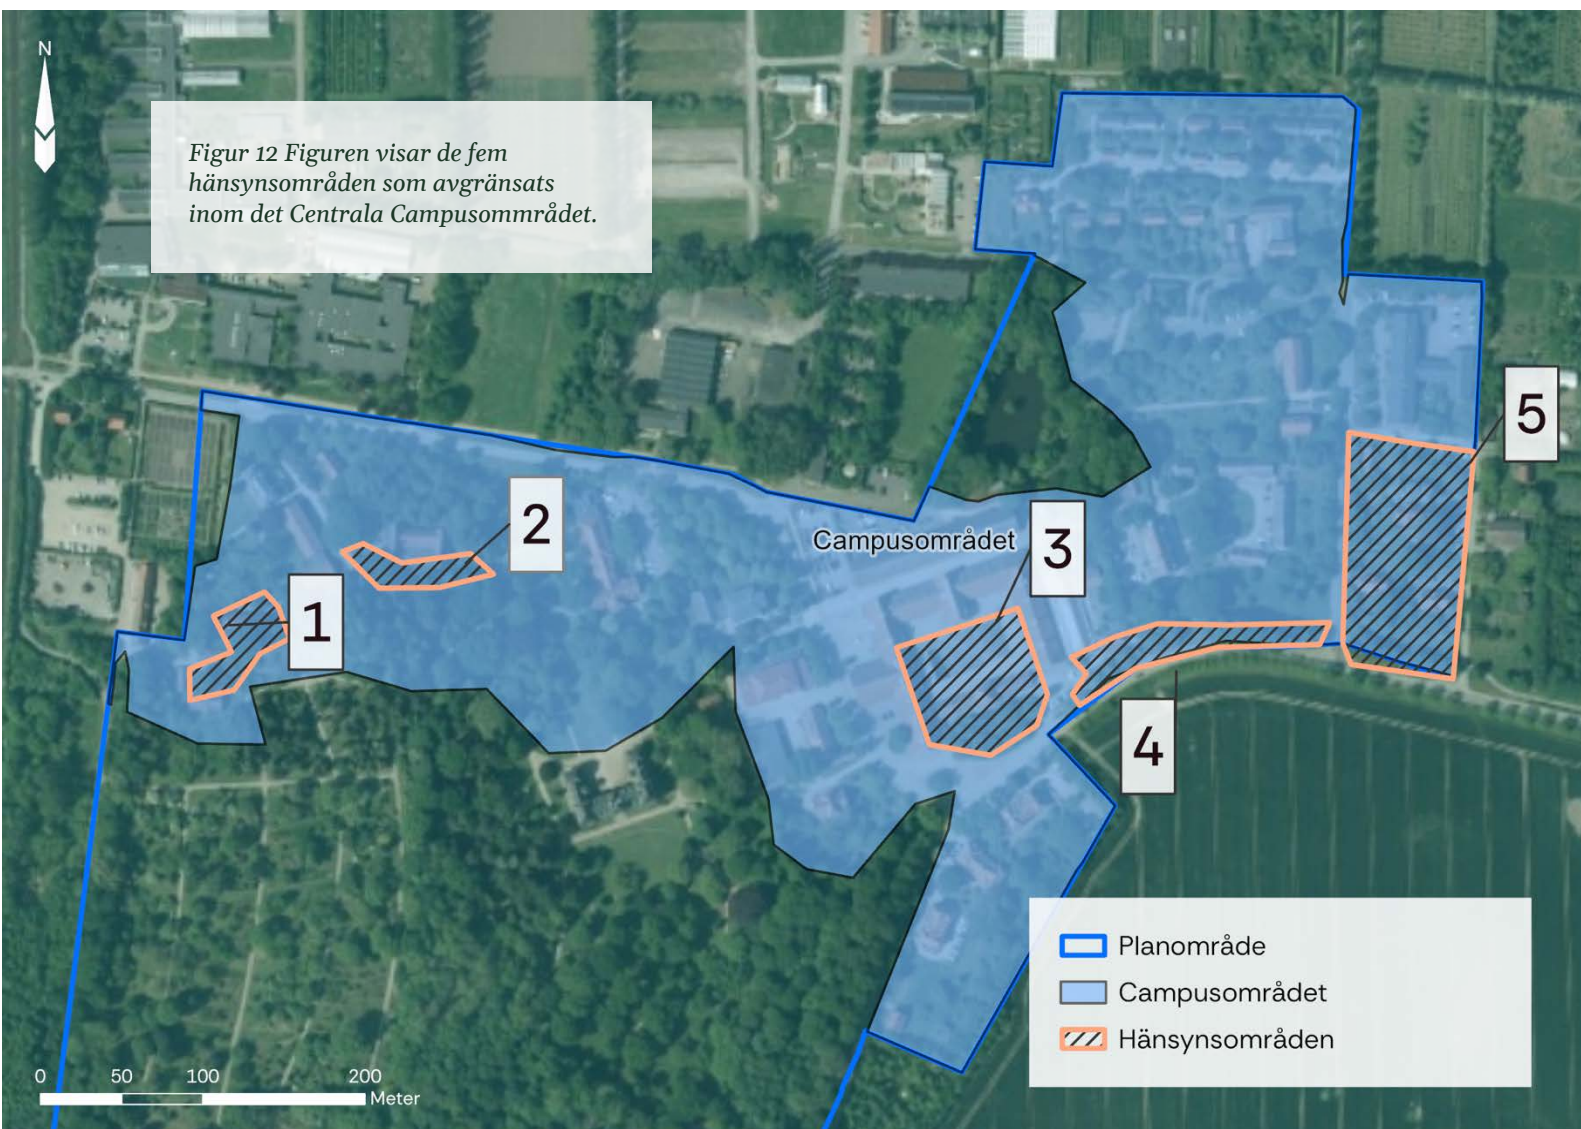 N
Figur 12 Figuren visar de fem
hänsynsområden som avgränsats
inom det Centrala Campusommrådet.
5
2
Campusområdet
3
1
4
Planområde
Campusområdet
Hänsynsområden
0 50 100 200
Meter